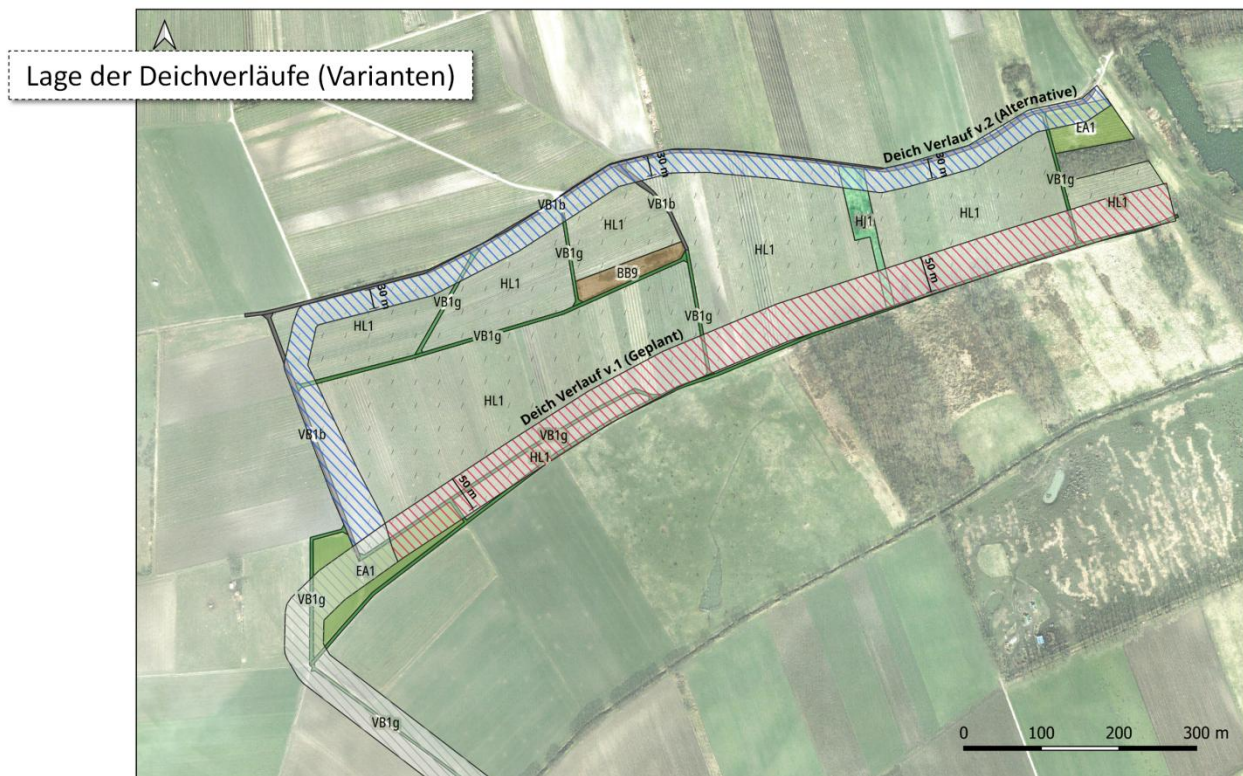 Lage der Deichverläufe (Varianten)
Deich Verlauf v.2 (Alternative)
EA1
30 m
30 m
VB1g
VB1b
VB1b
HL1
HJ1
HL1
HL1
HL1
VB1g
BB9
HL1
50 m
30 m
HL1
VB1g
HL1
VB1g
VB1g
Deich Verlauf v.1 (Geplant)
HL1
VB1b
VB1g
HL1
50 m
EA1
VB1g
VB1g
0 100 200 300 m